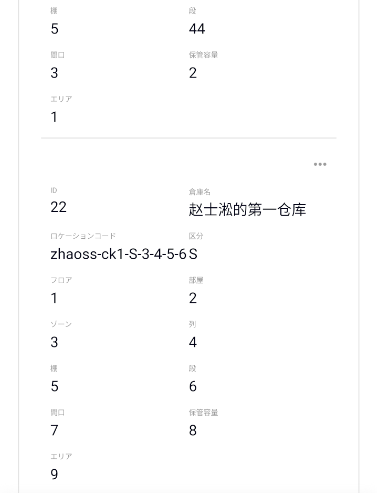 棚 段
5 44
間口 保管容量
3 2
エリア
1
ID 倉庫名
22 赵士淞的第一仓库
ロケーションコード 区分
zhaoss-ck1-S-3-4-5-6 S
フロア 部屋
1 2
ゾーン 列
3 4
棚 段
5 6
間口 保管容量
7 8
エリア
9